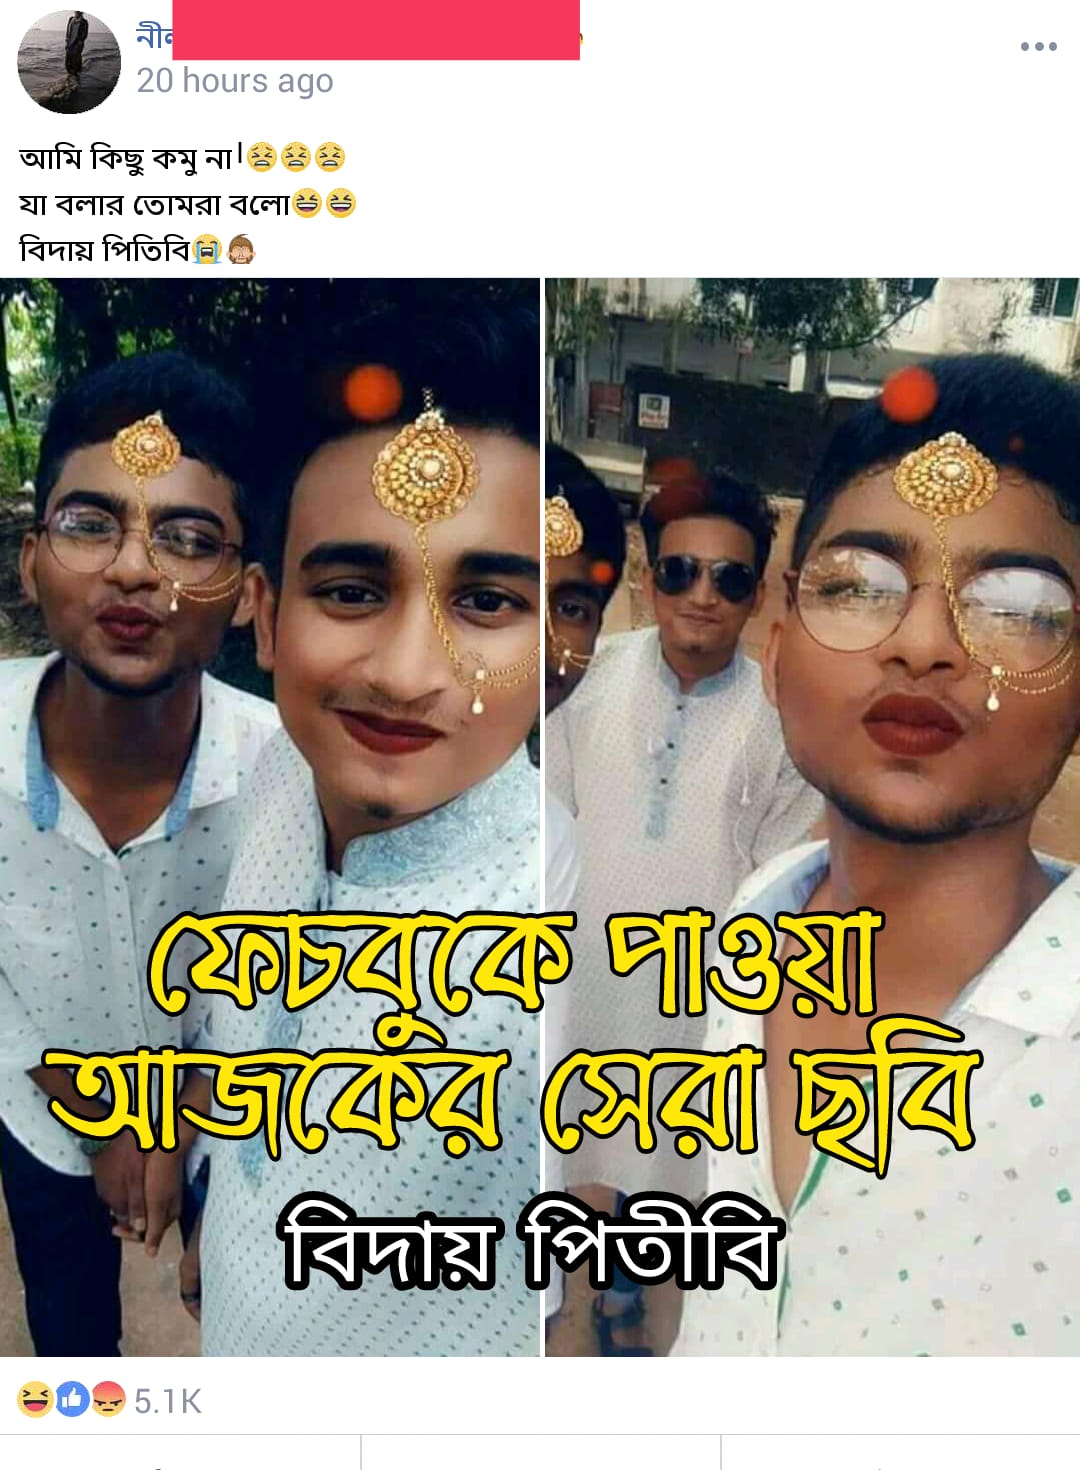 20 hours ago
আমি কিছু কমু না।😫😫😫
যা বলার তোমরা বলো😆😆
বিদায় পিতিবি😭🙈
ফেচবুকে পাওয়া
আজকের সেরা ছবি
বিদায় পিতীবি
5.1K